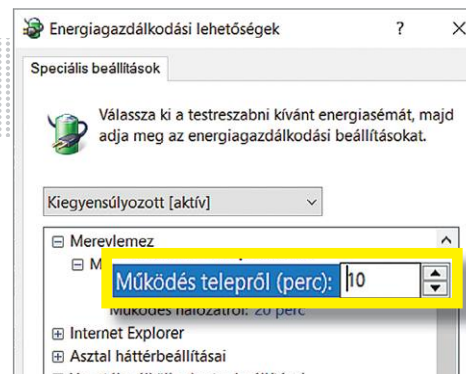 Energiagazdálkodási lehetőségek
Speciális beállítások
Válassza ki a testreszabni kívánt energiasémát, majd
adja meg az energiagazdálkodási beállításokat.
Kiegyensúlyozott [aktív]
Merevlemez
Működés telepről (perc): 10
Működés hálózatról: 20 perc
Internet Explorer
Asztal háttérbeállításai